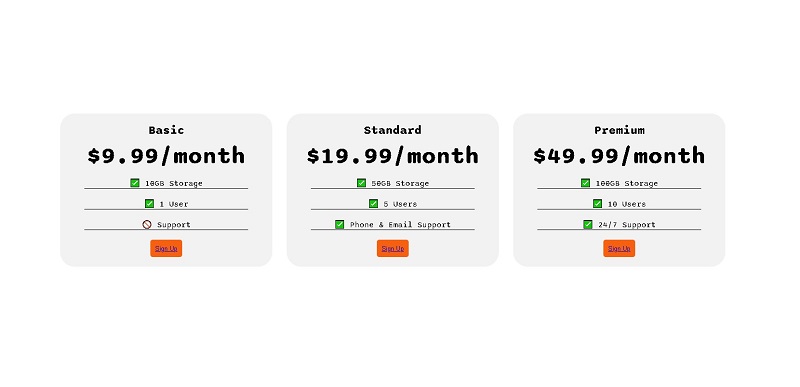 Basic
$9.99/month
✅ 10GB Storage
✅ 1 User
🚫 Support
Sign Up
Standard
$19.99/month
✅ 50GB Storage
✅ 5 Users
✅ Phone & Email Support
Sign Up
Premium
$49.99/month
✅ 100GB Storage
✅ 10 Users
✅ 24/7 Support
Sign Up